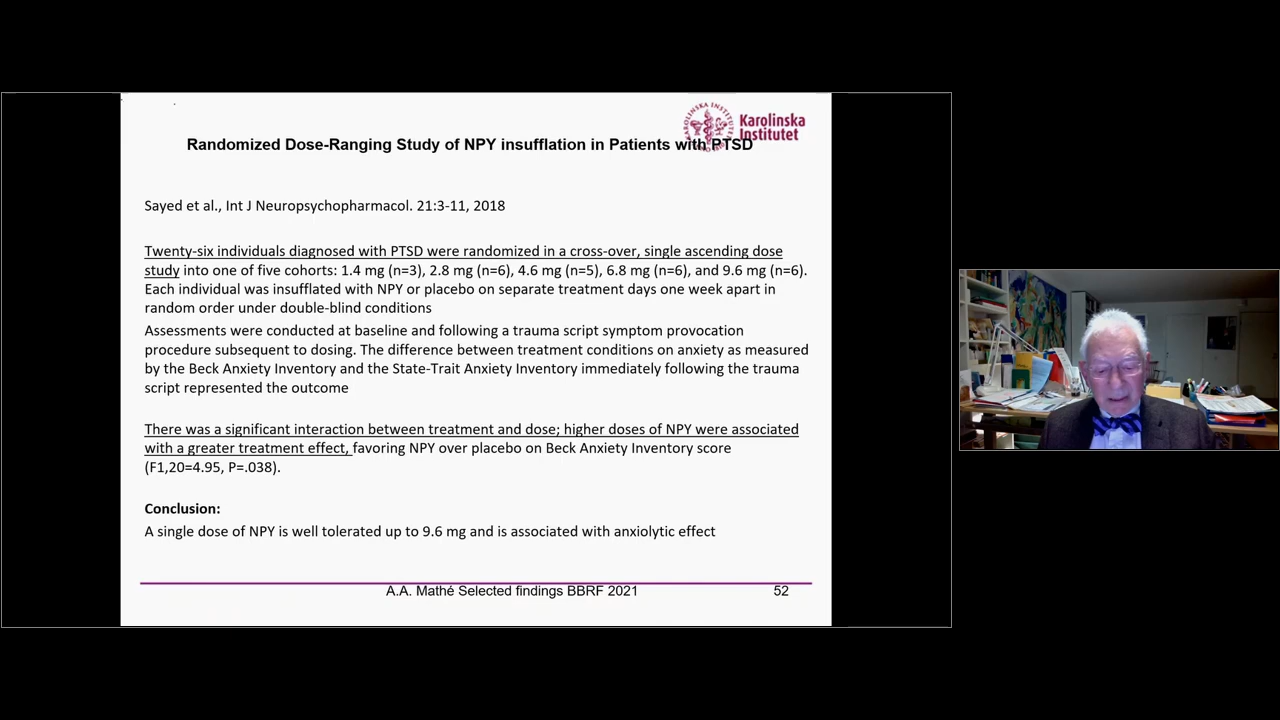 Karolinska
Institutet
Randomized Dose-Ranging Study of NPY insufflation in Patients with PTSD
Sayed et al., Int J Neuropsychopharmacol. 21:3-11, 2018
Twenty-six individuals diagnosed with PTSD were randomized in a cross-over, single ascending dose
study into one of five cohorts: 1.4 mg (n=3), 2.8 mg (n=6), 4.6 mg (n=5), 6.8 mg (n=6), and 9.6 mg (n=6).
Each individual was insufflated with NPY or placebo on separate treatment days one week apart in
random order under double-blind conditions
Assessments were conducted at baseline and following a trauma script symptom provocation
procedure subsequent to dosing. The difference between treatment conditions on anxiety as measured
by the Beck Anxiety Inventory and the State-Trait Anxiety Inventory immediately following the trauma
script represented the outcome
There was a significant interaction between treatment and dose; higher doses of NPY were associated
with a greater treatment effect, favoring NPY over placebo on Beck Anxiety Inventory score
(F1,20=4.95, P=.038).
Conclusion:
A single dose of NPY is well tolerated up to 9.6 mg and is associated with anxiolytic effect
A.A. Mathé Selected findings BBRF 2021
52